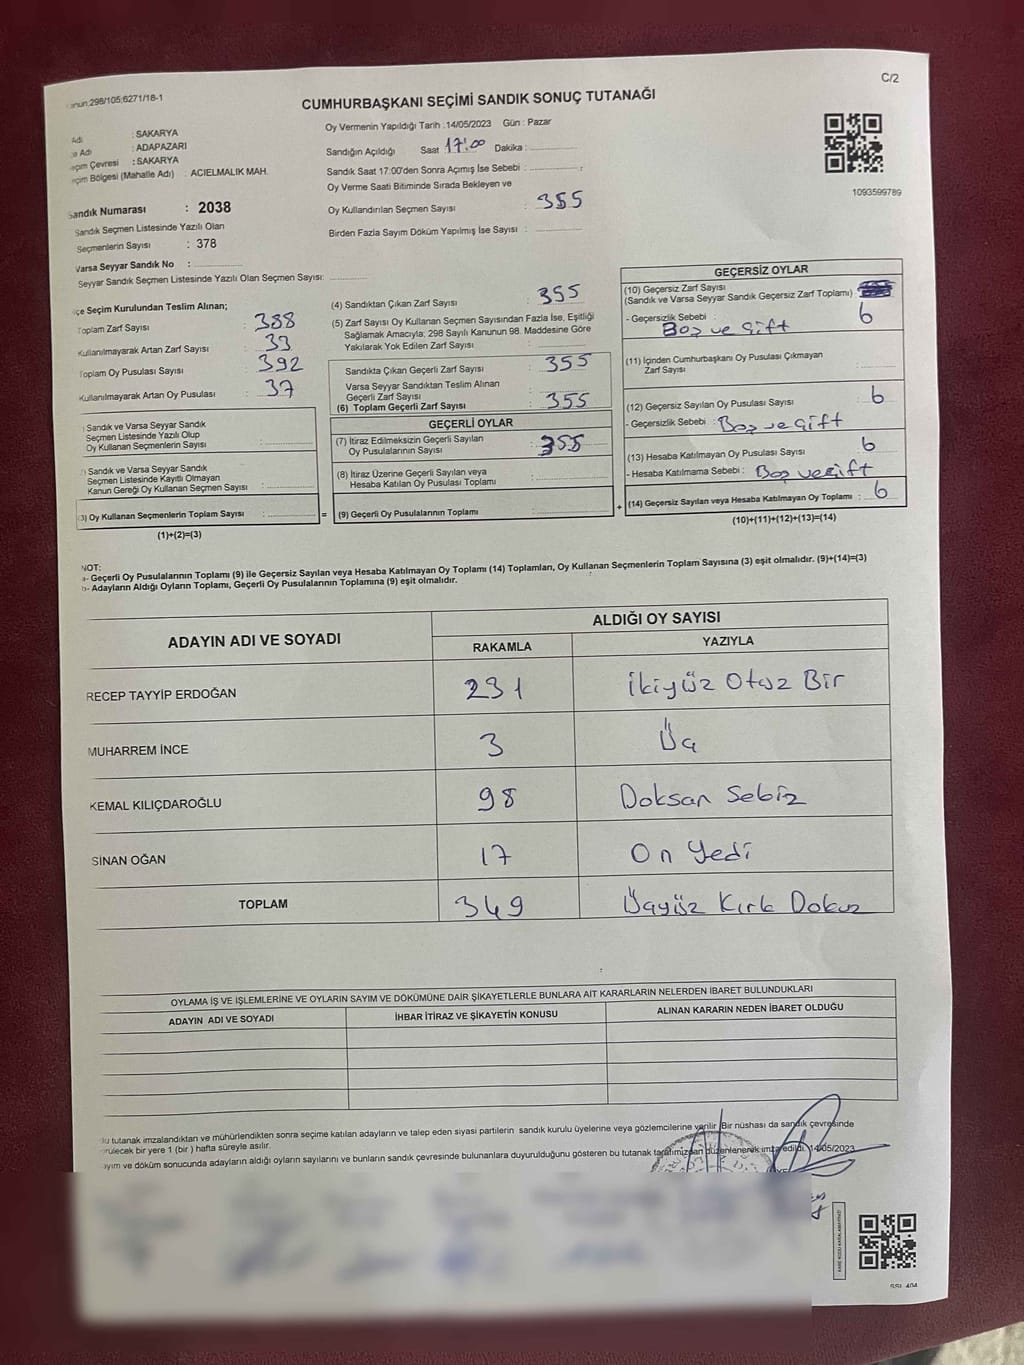 298/105;6271/18-1
C/2
CUMHURBAŞKANI SEÇİMİ SANDIK SONUÇ TUTANAĞI
Adı : SAKARYA
Adı : ADAPAZARI
Çevresi : SAKARYA
Bölgesi (Mahalle Adı) : ACIELMALIK MAH.
Sandık Numarası : 2038
Sandık Seçmen Listesinde Yazılı Olan
Seçmenlerin Sayısı : 378
Varsa Seyyar Sandık No :
Seyyar Sandık Seçmen Listesinde Yazılı Olan Seçmen Sayısı:
Oy Vermenin Yapıldığı Tarih :14/05/2023 Gün : Pazar
Sandığın Açıldığı Saat 17:00 Dakika :
Sandık Saat 17:00'den Sonra Açımış İse Sebebi :
Oy Verme Saati Bitiminde Sırada Bekleyen ve
Oy Kullandırılan Seçmen Sayısı : 355
Birden Fazla Sayım Döküm Yapılmış İse Sayısı :
1093599789
Seçim Kurulundan Teslim Alınan;
Toplam Zarf Sayısı : 388
Kullanılmayarak Artan Zarf Sayısı : 33
Toplam Oy Pusulası Sayısı : 392
Kullanılmayarak Artan Oy Pusulası : 37
Sandık ve Varsa Seyyar Sandık
Seçmen Listesinde Yazılı Olup
Oy Kullanan Seçmenlerin Sayısı :
Sandık ve Varsa Seyyar Sandık
Seçmen Listesinde Kayıtlı Olmayan
Kanun Gereği Oy Kullanan Seçmen Sayısı :
(3) Oy Kullanan Seçmenlerin Toplam Sayısı : =
(1)+(2)=(3)
(4) Sandıktan Çıkan Zarf Sayısı : 355
(5) Zarf Sayısı Oy Kullanan Seçmen Sayısından Fazla İse, Eşitliği
Sağlamak Amacıyla; 298 Sayılı Kanunun 98. Maddesine Göre
Yakılarak Yok Edilen Zarf Sayısı :
Sandıkta Çıkan Geçerli Zarf Sayısı : 355
Varsa Seyyar Sandıktan Teslim Alınan
Geçerli Zarf Sayısı :
(6) Toplam Geçerli Zarf Sayısı : 355
GEÇERLİ OYLAR
(7) İtiraz Edilmeksizin Geçerli Sayılan
Oy Pusulasının Sayısı : 355
(8) İtiraz Üzerine Geçerli Sayılan veya
Hesaba Katılan Oy Pusulası Toplamı :
(9) Geçerli Oy Pusulalarının Toplamı : +
GEÇERSİZ OYLAR
(10) Geçersiz Zarf Sayısı
(Sandık ve Varsa Seyyar Sandık Geçersiz Zarf Toplamı) :
- Geçersizlik Sebebi : 6
Boş ve Çift
(11) İçinden Cumhurbaşkanı Oy Pusulası Çıkmayan
Zarf Sayısı :
(12) Geçersiz Sayılan Oy Pusulası Sayısı : 6
- Geçersizlik Sebebi : Boş ve Çift
(13) Hesaba Katılmayan Oy Pusulası Sayısı : 6
- Hesaba Katılmama Sebebi : Boş ve Çift
(14) Geçersiz Sayılan veya Hesaba Katılmayan Oy Toplamı : 6
(10)+(11)+(12)+(13)=(14)
NOT:
a- Geçerli Oy Pusulalarının Toplamı (9) ile Geçersiz Sayılan veya Hesaba Katılmayan Oy Toplamı (14) Toplamları, Oy Kullanan Seçmenlerin Toplam Sayısına (3) eşit olmalıdır. (9)+(14)=(3)
b- Adayların Aldığı Oyların Toplamı, Geçerli Oy Pusulalarının Toplamına (9) eşit olmalıdır.
ADAYIN ADI VE SOYADI ALDIĞI OY SAYISI
RAKAMLA YAZIYLA
RECEP TAYYİP ERDOĞAN 231 İkiyüz Otuz Bir
MUHARREM İNCE 3 Üç
KEMAL KILIÇDAROĞLU 98 Doksan Sekiz
SİNAN OĞAN 17 On Yedi
TOPLAM 349 Üçyüz Kırk Dokuz
OYLAMA İŞ VE İŞLEMLERİNE VE OYLARIN SAYIM VE DÖKÜMÜNE DAİR ŞİKAYETLERLE BUNLARA AİT KARARLARIN NELERDEN İBARET BULUNDUKLARI
ADAYIN ADI VE SOYADI İHBAR İTİRAZ VE ŞİKAYETİN KONUSU ALINAN KARARIN NEDEN İBARET OLDUĞU
tutanak imzalandıktan ve mühürlendikten sonra seçime katılan adayların ve talep eden siyasi partilerin sandık kurulu üyelerine veya gözlemcilerine verilir. Bir nüshası da sandık çevresinde
bir yere 1 (bir ) hafta süreyle asılır.
ve döküm sonucunda adayların aldığı oyların sayılarını ve bunların sandık çevresinde bulunanlara duyurulduğunu gösteren bu tutanak tarafımızdan düzenlenerek imza edildi. 14/05/2023